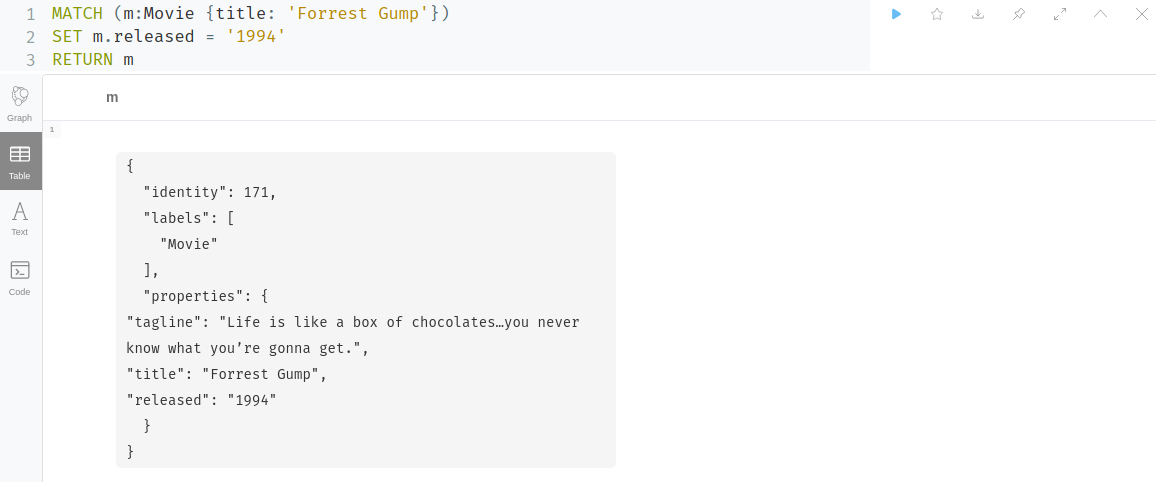 1 MATCH (m:Movie {title: 'Forrest Gump'})
2 SET m.released = '1994'
3 RETURN m
Graph
Table
Text
Code
m
1
{
"identity": 171,
"labels": [
"Movie"
],
"properties": {
"tagline": "Life is like a box of chocolates…you never
know what you’re gonna get.",
"title": "Forrest Gump",
"released": "1994"
}
}